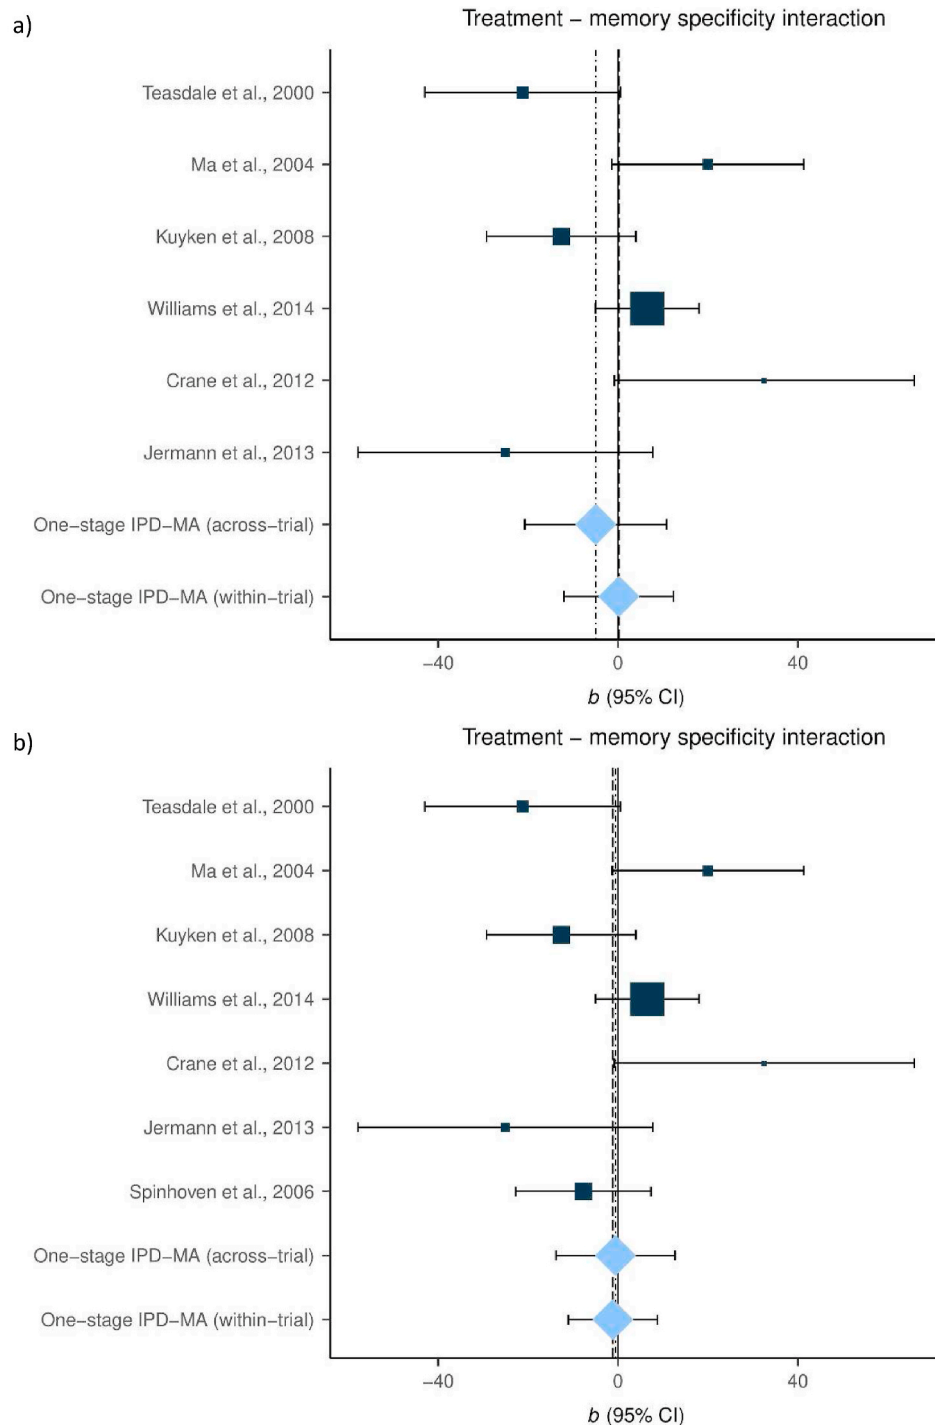 a)
Treatment – memory specificity interaction
Teasdale et al., 2000
Ma et al., 2004
Kuyken et al., 2008
Williams et al., 2014
Crane et al., 2012
Jermann et al., 2013
One–stage IPD–MA (across–trial)
One–stage IPD–MA (within–trial)
−40 0 40
b (95% CI)
b)
Treatment – memory specificity interaction
Teasdale et al., 2000
Ma et al., 2004
Kuyken et al., 2008
Williams et al., 2014
Crane et al., 2012
Jermann et al., 2013
Spinhoven et al., 2006
One–stage IPD–MA (across–trial)
One–stage IPD–MA (within–trial)
−40 0 40
b (95% CI)